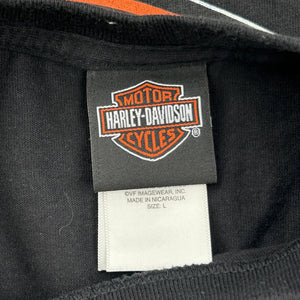 MOTOR
HARLEY-DAVIDSON
CYCLES
®
©VF IMAGEWEAR, INC.
MADE IN NICARAGUA
SIZE: L